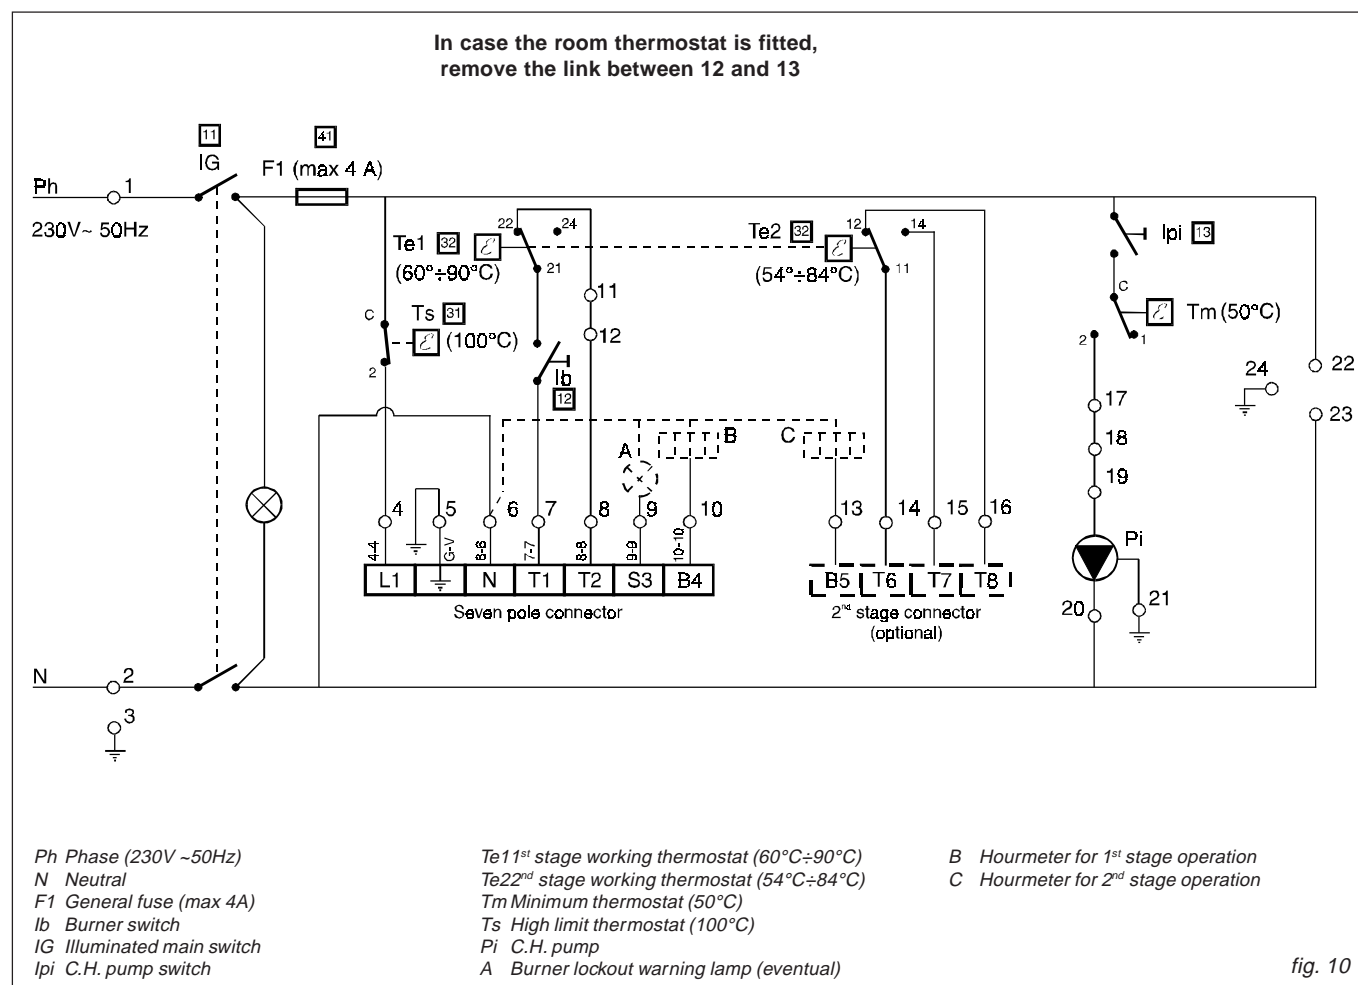 In case the room thermostat is fitted,
remove the link between 12 and 13
11
41
IG
F1 (max 4 A)
Ph
1
230V~ 50Hz
22
24
Te1 32
ℰ
(60°÷90°C)
21
Te2 32
12
14
ℰ
(54°÷84°C)
11
Ipi 13
C
ℰ
Tm (50°C)
2
1
C
Ts 31
ℰ
(100°C)
2
11
12
Ib
12
24
22
23
17
18
19
A
B
C
4
5
6
7
8
9
10
13
14
15
16
4-4
G-V
6-6
7-7
8-8
9-9
10-10
L1
N
T1
T2
S3
B4
B5
T6
T7
T8
Seven pole connector
2nd stage connector
(optional)
Pi
20
21
N
2
3
Ph Phase (230V ~50Hz)
N Neutral
F1 General fuse (max 4A)
Ib Burner switch
IG Illuminated main switch
Ipi C.H. pump switch
Te11st stage working thermostat (60°C÷90°C)
Te22nd stage working thermostat (54°C÷84°C)
Tm Minimum thermostat (50°C)
Ts High limit thermostat (100°C)
Pi C.H. pump
A Burner lockout warning lamp (eventual)
B Hourmeter for 1st stage operation
C Hourmeter for 2nd stage operation
fig. 10